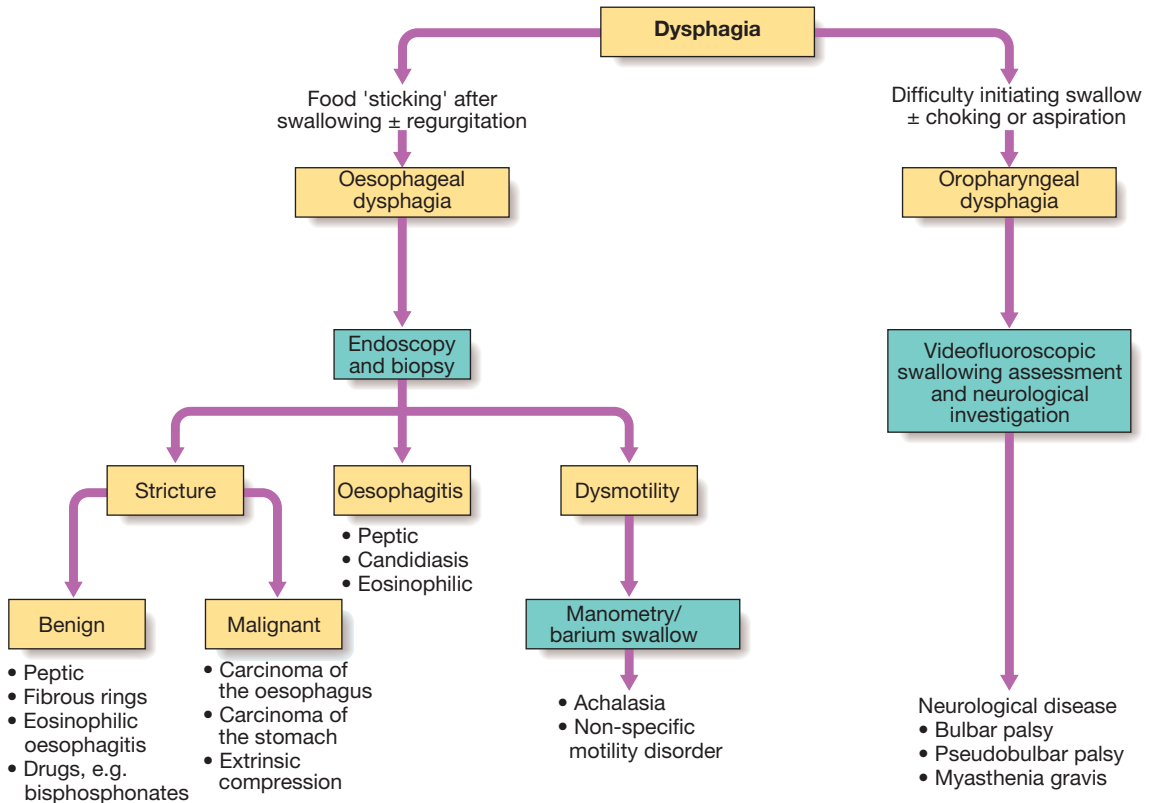 Dysphagia
Food 'sticking' after
swallowing ± regurgitation
Difficulty initiating swallow
± choking or aspiration
Oesophageal
dysphagia
Oropharyngeal
dysphagia
Endoscopy
and biopsy
Videofluoroscopic
swallowing assessment
and neurological
investigation
Stricture
Oesophagitis
• Peptic
• Candidiasis
• Eosinophilic
Dysmotility
Benign
• Peptic
• Fibrous rings
• Eosinophilic
oesophagitis
• Drugs, e.g.
bisphosphonates
Malignant
• Carcinoma of
the oesophagus
• Carcinoma of
the stomach
• Extrinsic
compression
Manometry/
barium swallow
• Achalasia
• Non-specific
motility disorder
Neurological disease
• Bulbar palsy
• Pseudobulbar palsy
• Myasthenia gravis